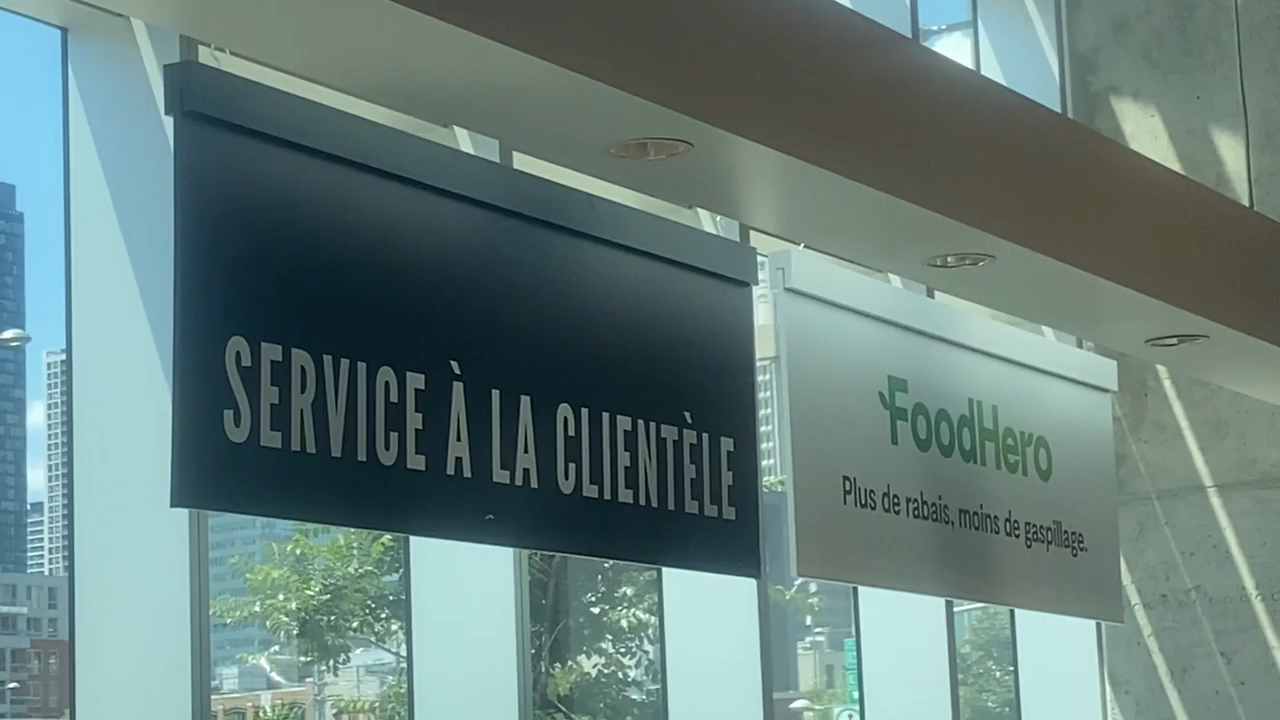 SERVICE À LA CLIENTÈLE
FoodHero
Plus de rabais, moins de gaspillage.